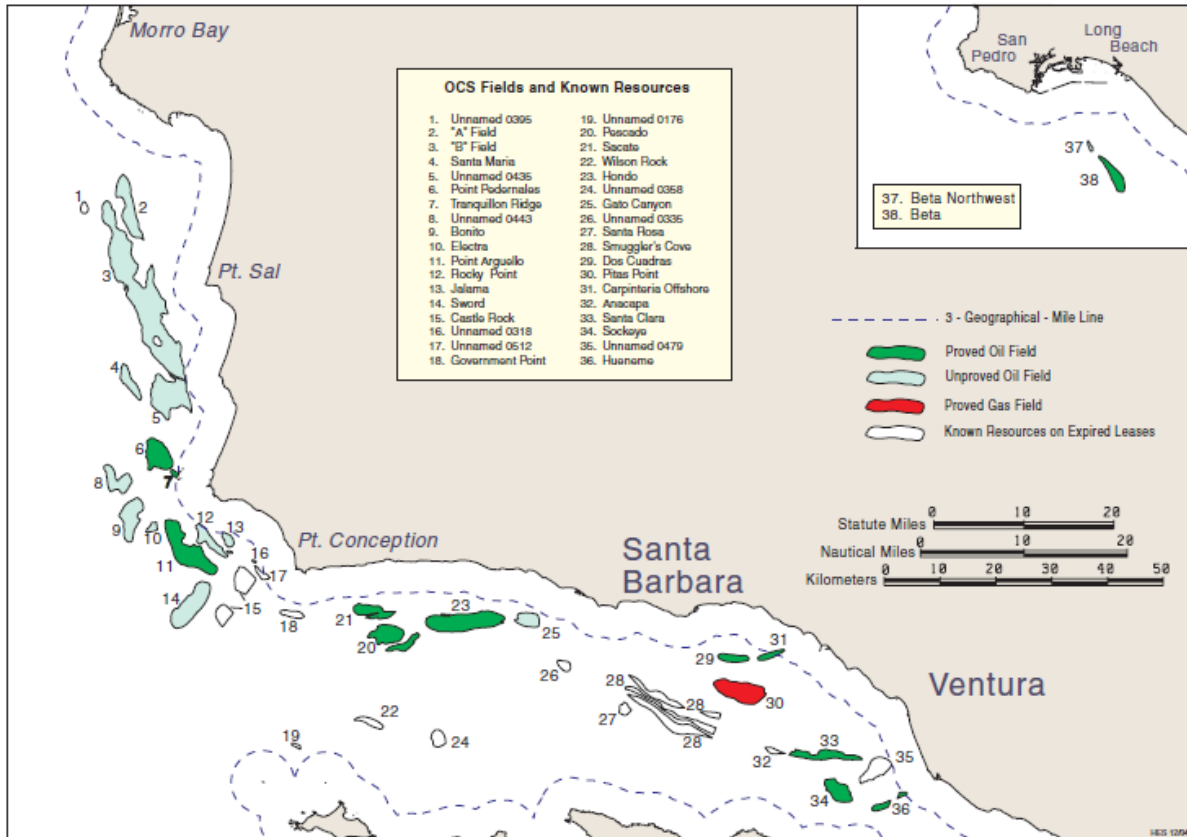 Morro Bay
Pt. Sal
Pt. Conception
Santa
Barbara
Ventura
OCS Fields and Known Resources
1. Unnamed 0395
2. "A" Field
3. "B" Field
4. Santa Maria
5. Unnamed 0435
6. Point Pedernales
7. Tranquillon Ridge
8. Unnamed 0443
9. Bonito
10. Electra
11. Point Arguello
12. Rocky Point
13. Jalama
14. Sword
15. Castle Rock
16. Unnamed 0318
17. Unnamed 0512
18. Government Point
19. Unnamed 0176
20. Pescado
21. Sacate
22. Wilson Rock
23. Hondo
24. Unnamed 0358
25. Gato Canyon
26. Unnamed 0335
27. Santa Rosa
28. Smuggler's Cove
29. Dos Cuadras
30. Pitas Point
31. Carpinteria Offshore
32. Anacapa
33. Santa Clara
34. Sockeye
35. Unnamed 0479
36. Hueneme
San
Pedro
Long
Beach
37
38
37. Beta Northwest
38. Beta
3 - Geographical - Mile Line
Proved Oil Field
Unproved Oil Field
Proved Gas Field
Known Resources on Expired Leases
0 10 20
Statute Miles
0 10 20
Nautical Miles
0 10 20 30 40 50
Kilometers
1
2
3
4
5
6
7
8
9
10
12
13
11
16
17
14
15
18
21
23
20
25
26
28
29
31
30
27
28
28
22
19
24
32
33
35
34
36